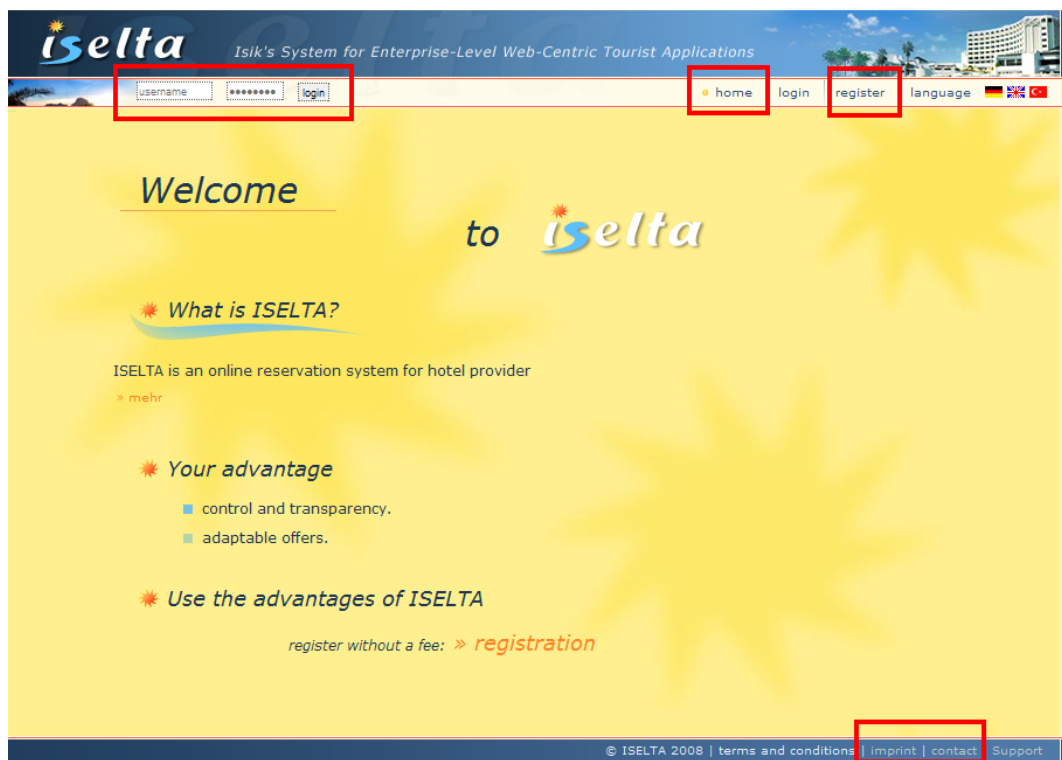 iselta Isik's System for Enterprise-Level Web-Centric Tourist Applications
username login home login register language
Welcome
to iselta
What is ISELTA?
ISELTA is an online reservation system for hotel provider
» mehr
Your advantage
control and transparency.
adaptable offers.
Use the advantages of ISELTA
register without a fee: » registration
© ISELTA 2008 | terms and conditions | imprint | contact Support